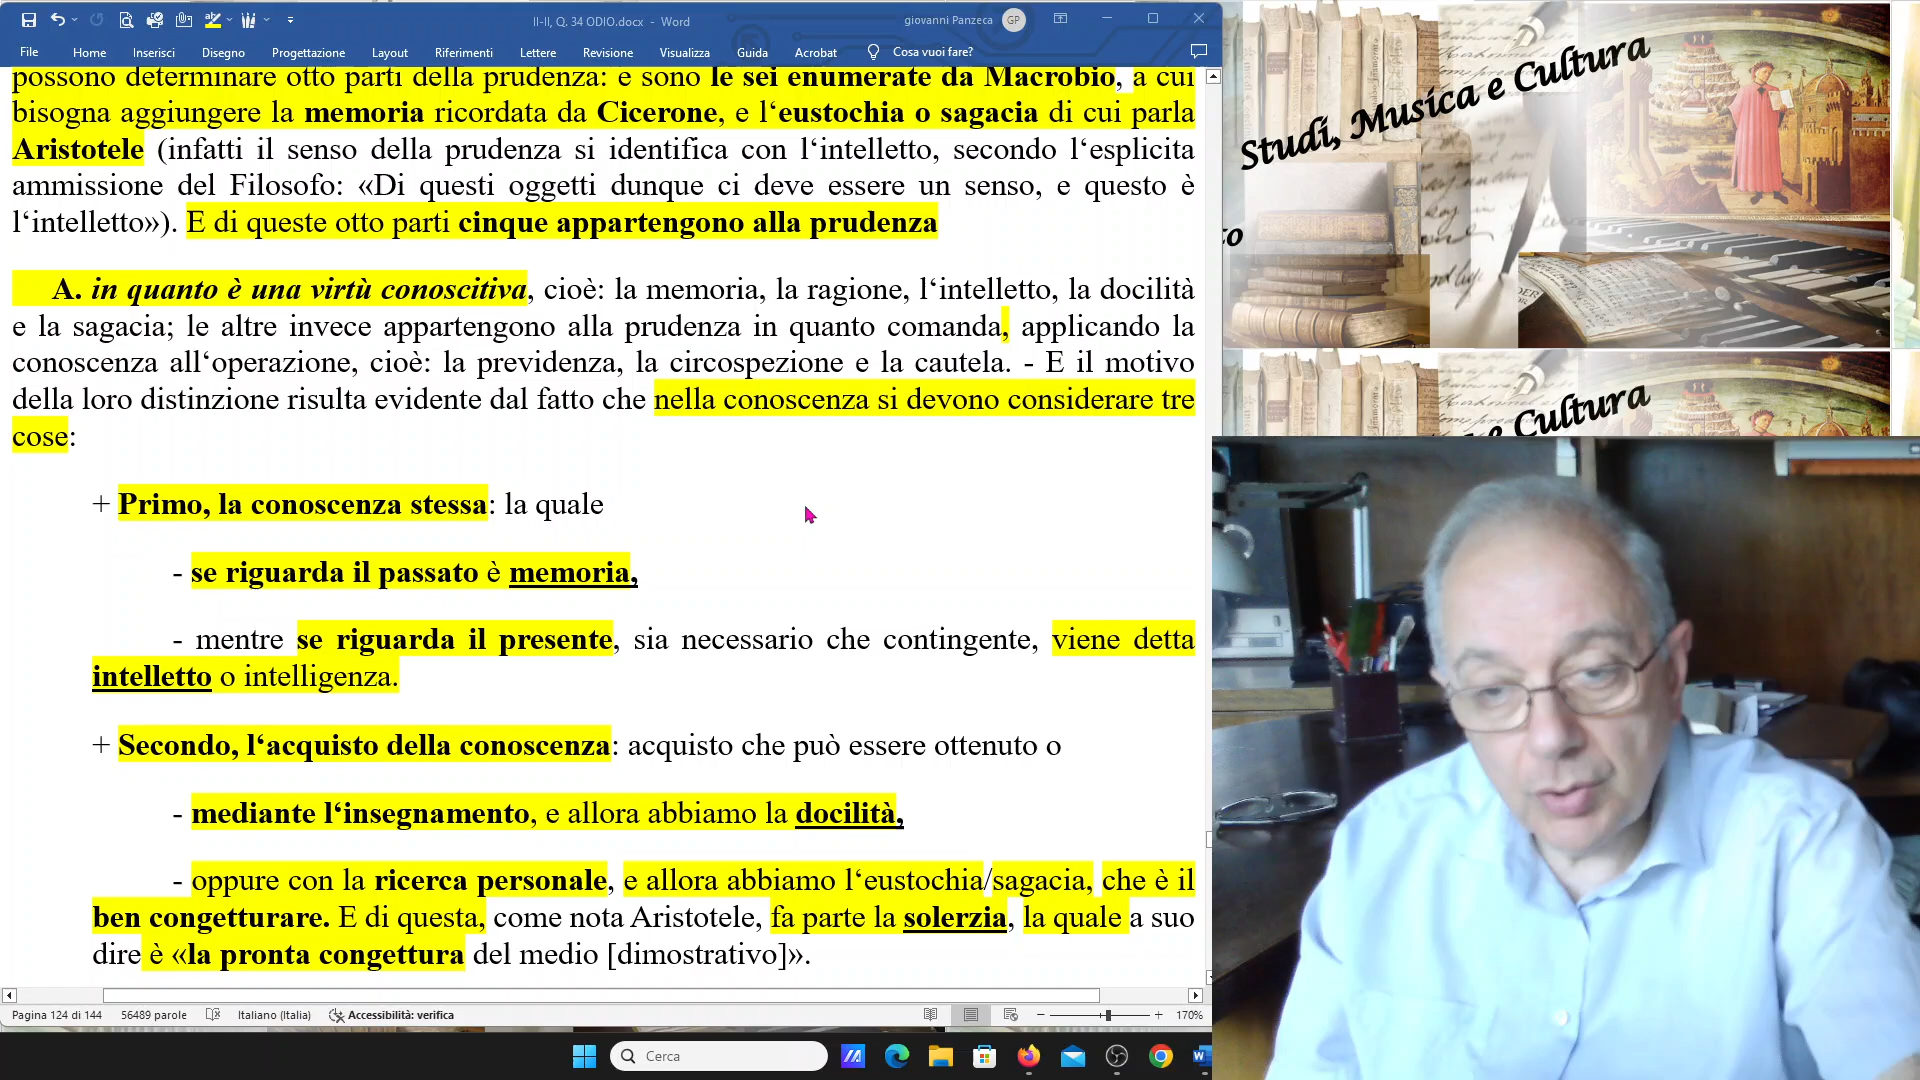 II-II, Q. 34 ODIO.docx - Word
giovanni Panzeca GP
File Home Inserisci Disegno Progettazione Layout Riferimenti Lettere Revisione Visualizza Guida Acrobat Cosa vuoi fare?
possono determinare otto parti della prudenza: e sono le sei enumerate da Macrobio, a cui
bisogna aggiungere la memoria ricordata da Cicerone, e l‘eustochia o sagacia di cui parla
Aristotele (infatti il senso della prudenza si identifica con l‘intelletto, secondo l‘esplicita
ammissione del Filosofo: «Di questi oggetti dunque ci deve essere un senso, e questo è
l‘intelletto»). E di queste otto parti cinque appartengono alla prudenza
A. in quanto è una virtù conoscitiva, cioè: la memoria, la ragione, l‘intelletto, la docilità
e la sagacia; le altre invece appartengono alla prudenza in quanto comanda, applicando la
conoscenza all‘operazione, cioè: la previdenza, la circospezione e la cautela. - E il motivo
della loro distinzione risulta evidente dal fatto che nella conoscenza si devono considerare tre
cose:
+ Primo, la conoscenza stessa: la quale
- se riguarda il passato è memoria,
- mentre se riguarda il presente, sia necessario che contingente, viene detta
intelletto o intelligenza.
+ Secondo, l‘acquisto della conoscenza: acquisto che può essere ottenuto o
- mediante l‘insegnamento, e allora abbiamo la docilità,
- oppure con la ricerca personale, e allora abbiamo l‘eustochia/sagacia, che è il
ben congetturare. E di questa, come nota Aristotele, fa parte la solerzia, la quale a suo
dire è «la pronta congettura del medio [dimostrativo]».
Pagina 124 di 144 56489 parole Italiano (Italia) Accessibilità: verifica 170%
Cerca
Studi, Musica e Cultura
to
e Cultura